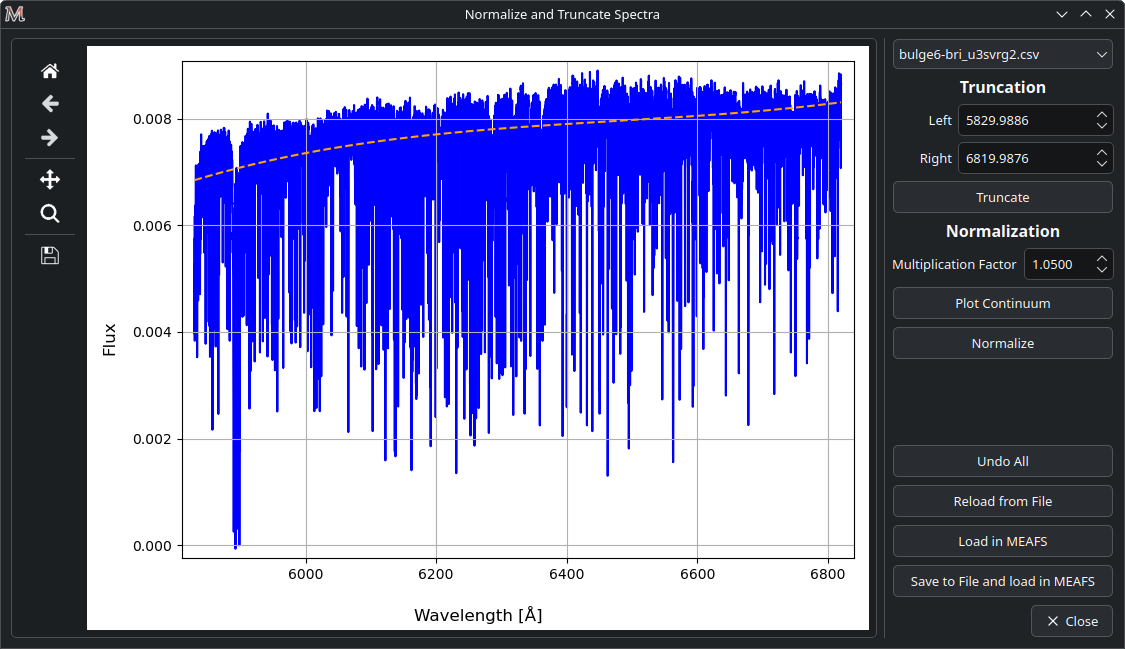 Normalize and Truncate Spectra
bulge6-bri_u3svrg2.csv
Truncation
Left 5829.9886
Right 6819.9876
Truncate
Normalization
Multiplication Factor 1.0500
Plot Continuum
Normalize
Undo All
Reload from File
Load in MEAFS
Save to File and load in MEAFS
Close
0.008
0.006
0.004
0.002
0.000
Flux
6000 6200 6400 6600 6800
Wavelength [Å]